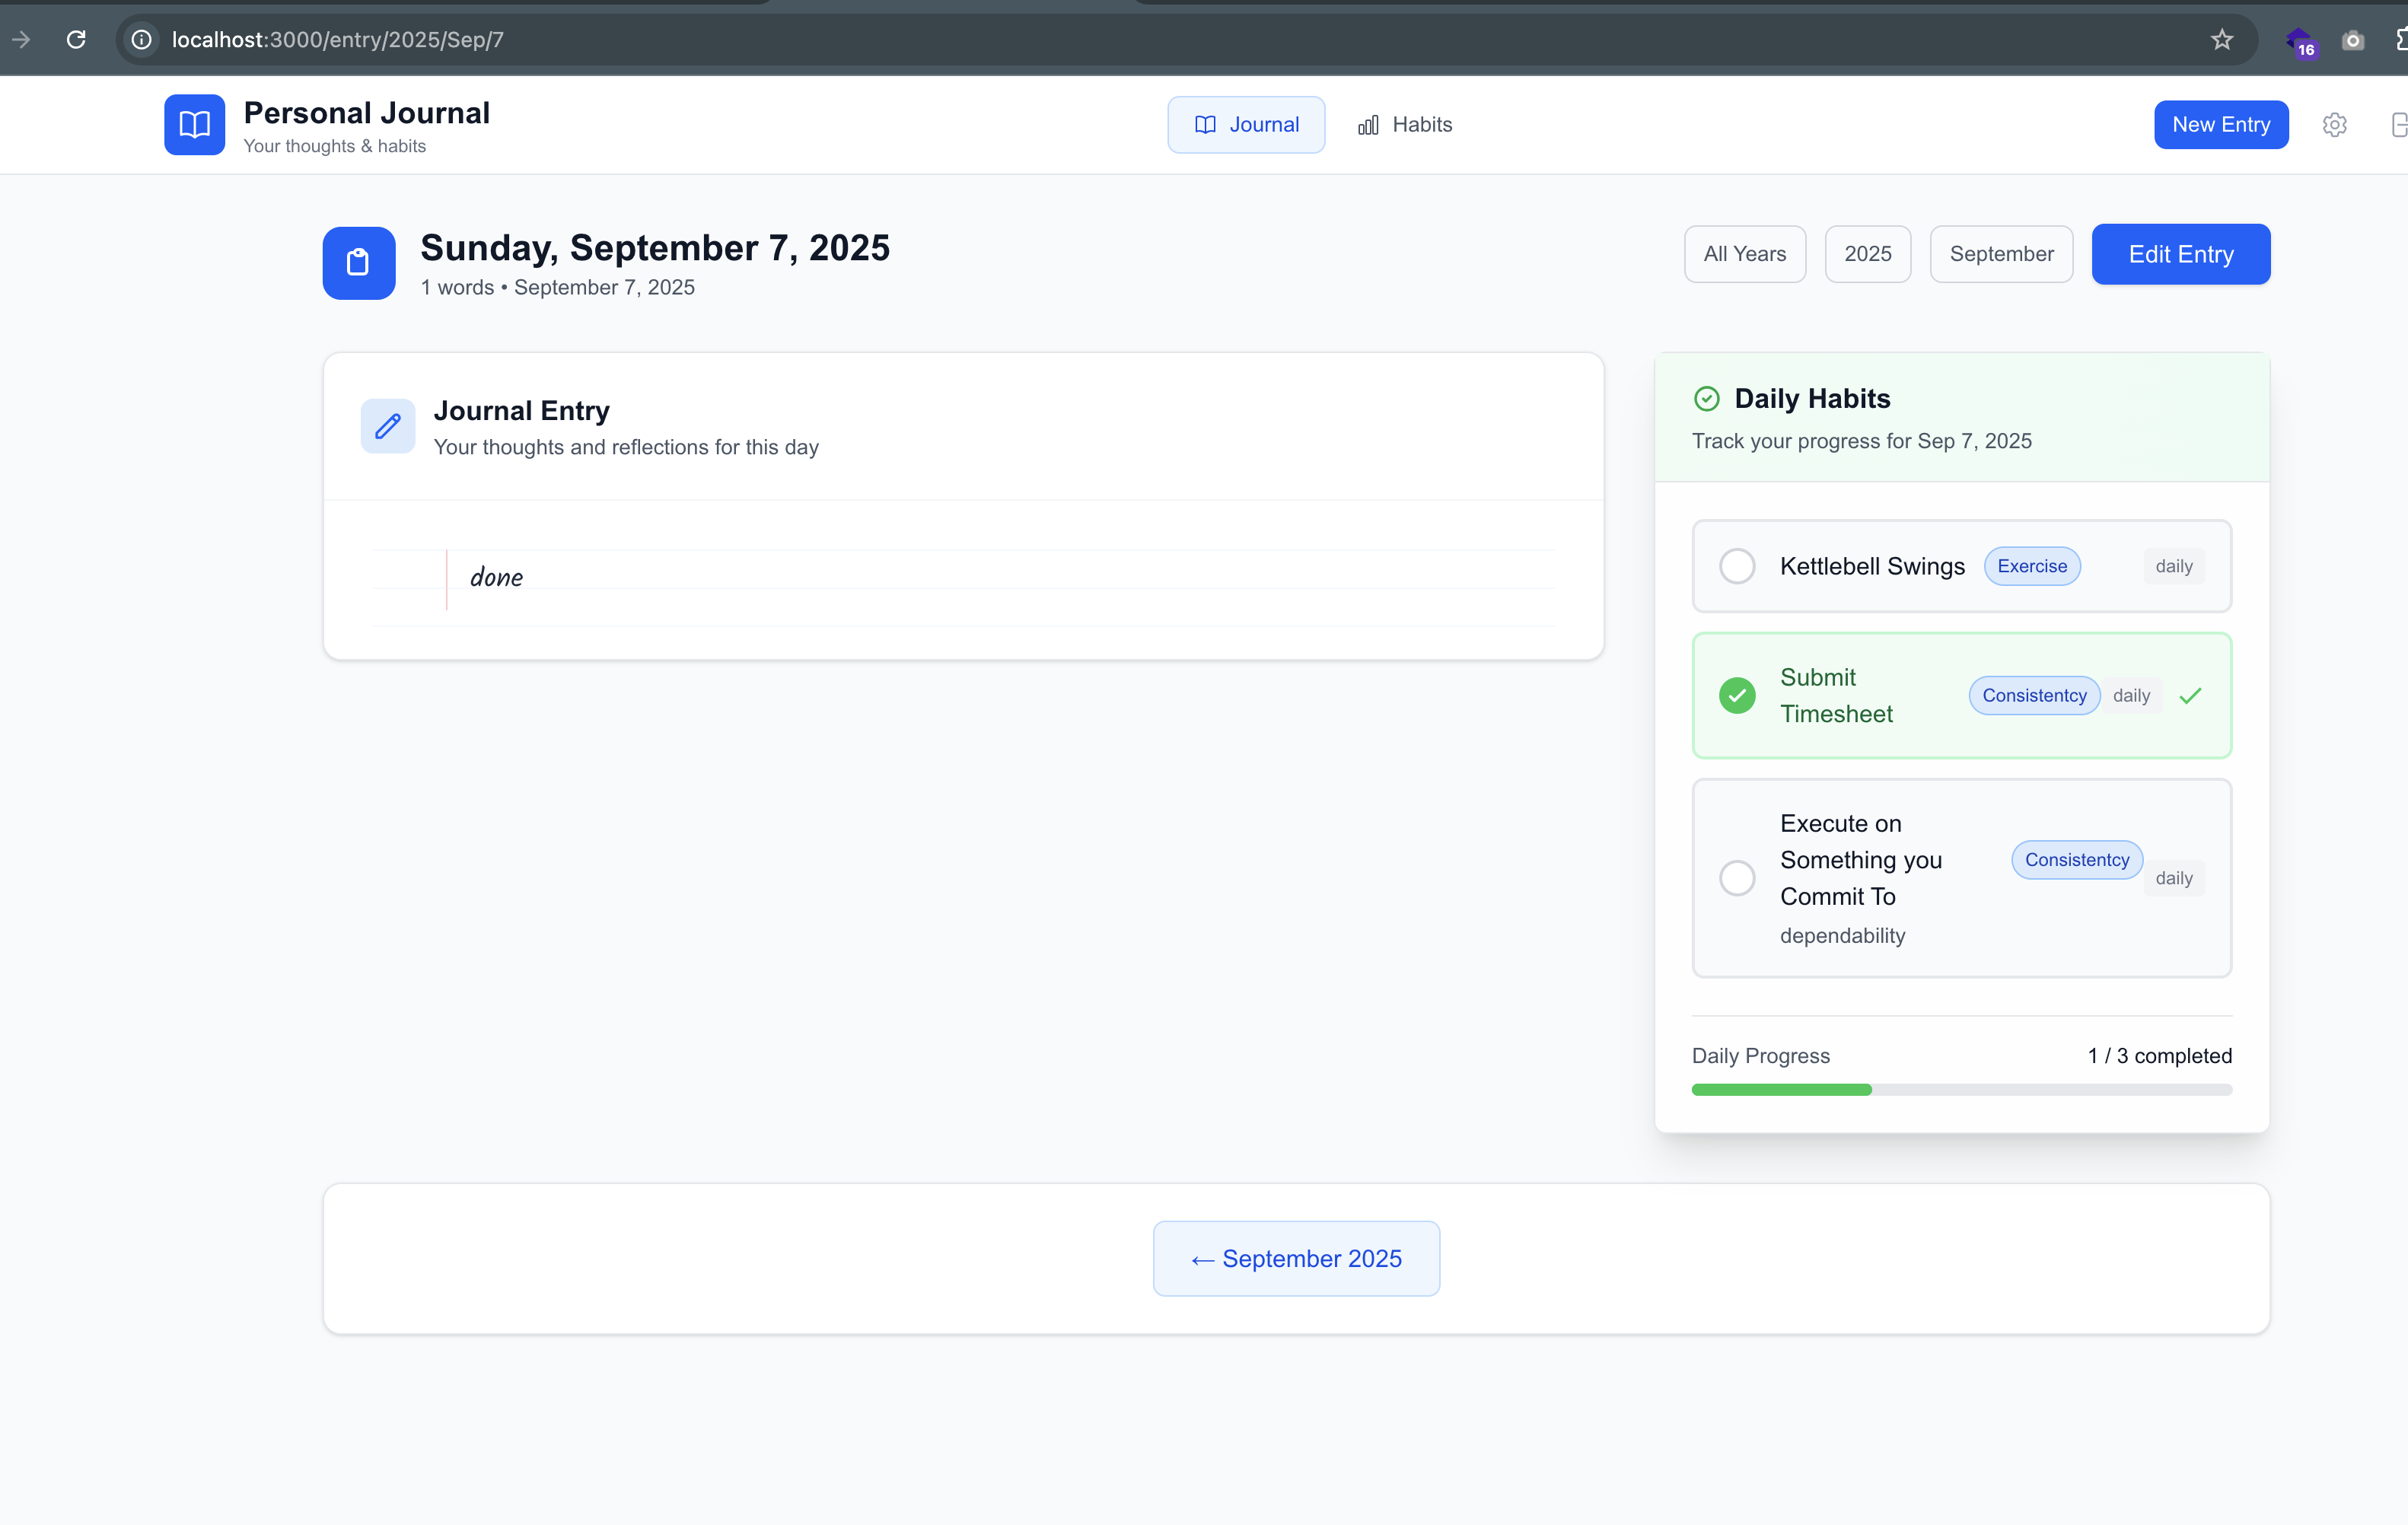 localhost:3000/entry/2025/Sep/7
16
Personal Journal
Your thoughts & habits
Journal
Habits
New Entry
Sunday, September 7, 2025
1 words • September 7, 2025
All Years
2025
September
Edit Entry
Journal Entry
Your thoughts and reflections for this day
done
Daily Habits
Track your progress for Sep 7, 2025
Kettlebell Swings
Exercise
daily
Submit
Timesheet
Consistentcy
daily
Execute on
Something you
Commit To
dependability
Consistentcy
daily
Daily Progress
1 / 3 completed
← September 2025